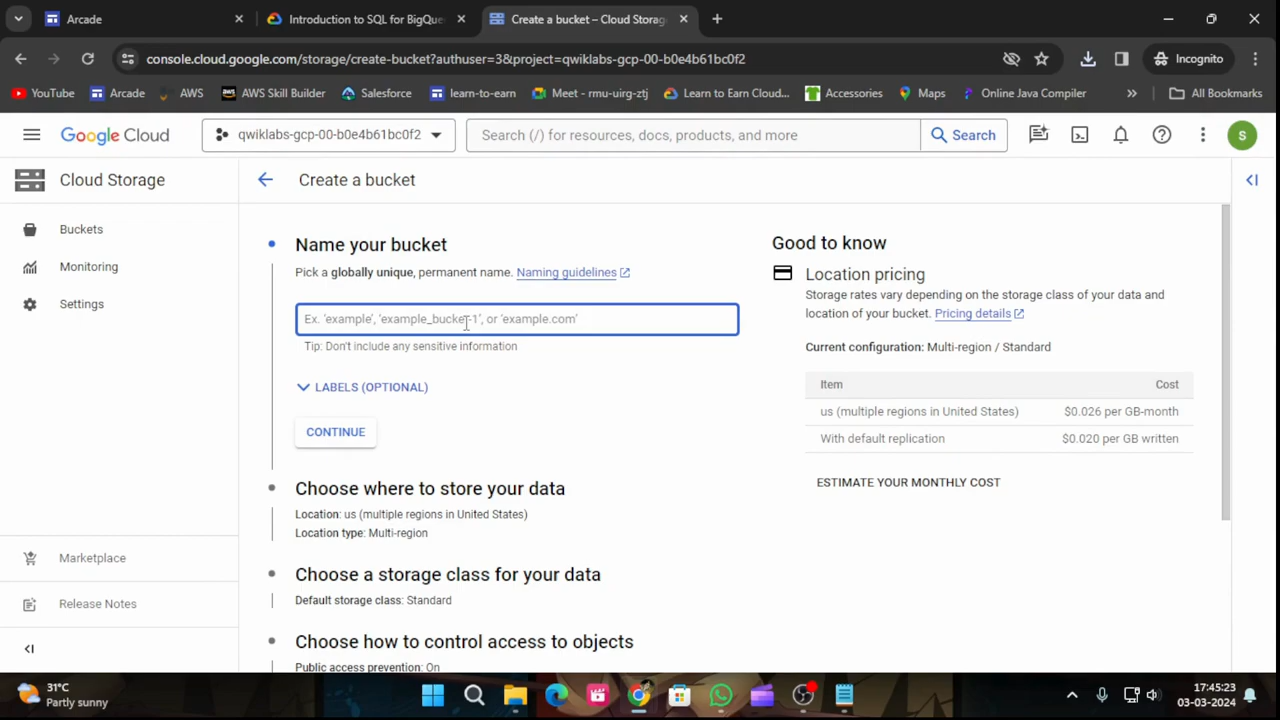 Arcade
Introduction to SQL for BigQue
Create a bucket – Cloud Storag
console.cloud.google.com/storage/create-bucket?authuser=3&project=qwiklabs-gcp-00-b0e4b61bc0f2
Incognito
YouTube
Arcade
AWS
AWS Skill Builder
Salesforce
learn-to-earn
Meet - rmu-uirg-ztj
Learn to Earn Cloud...
Accessories
Maps
Online Java Compiler
»
All Bookmarks
Google Cloud
qwiklabs-gcp-00-b0e4b61bc0f2
Search (/) for resources, docs, products, and more
Search
S
Cloud Storage
Create a bucket
Buckets
Monitoring
Settings
Marketplace
Release Notes
Name your bucket
Pick a globally unique, permanent name. Naming guidelines
Ex. 'example', 'example_bucket-1', or 'example.com'
Tip: Don't include any sensitive information
LABELS (OPTIONAL)
CONTINUE
Choose where to store your data
Location: us (multiple regions in United States)
Location type: Multi-region
Choose a storage class for your data
Default storage class: Standard
Choose how to control access to objects
Public access prevention: On
Good to know
Location pricing
Storage rates vary depending on the storage class of your data and
location of your bucket. Pricing details
Current configuration: Multi-region / Standard
Item Cost
us (multiple regions in United States) $0.026 per GB-month
With default replication $0.020 per GB written
ESTIMATE YOUR MONTHLY COST
31°C
Partly sunny
17:45:23
03-03-2024